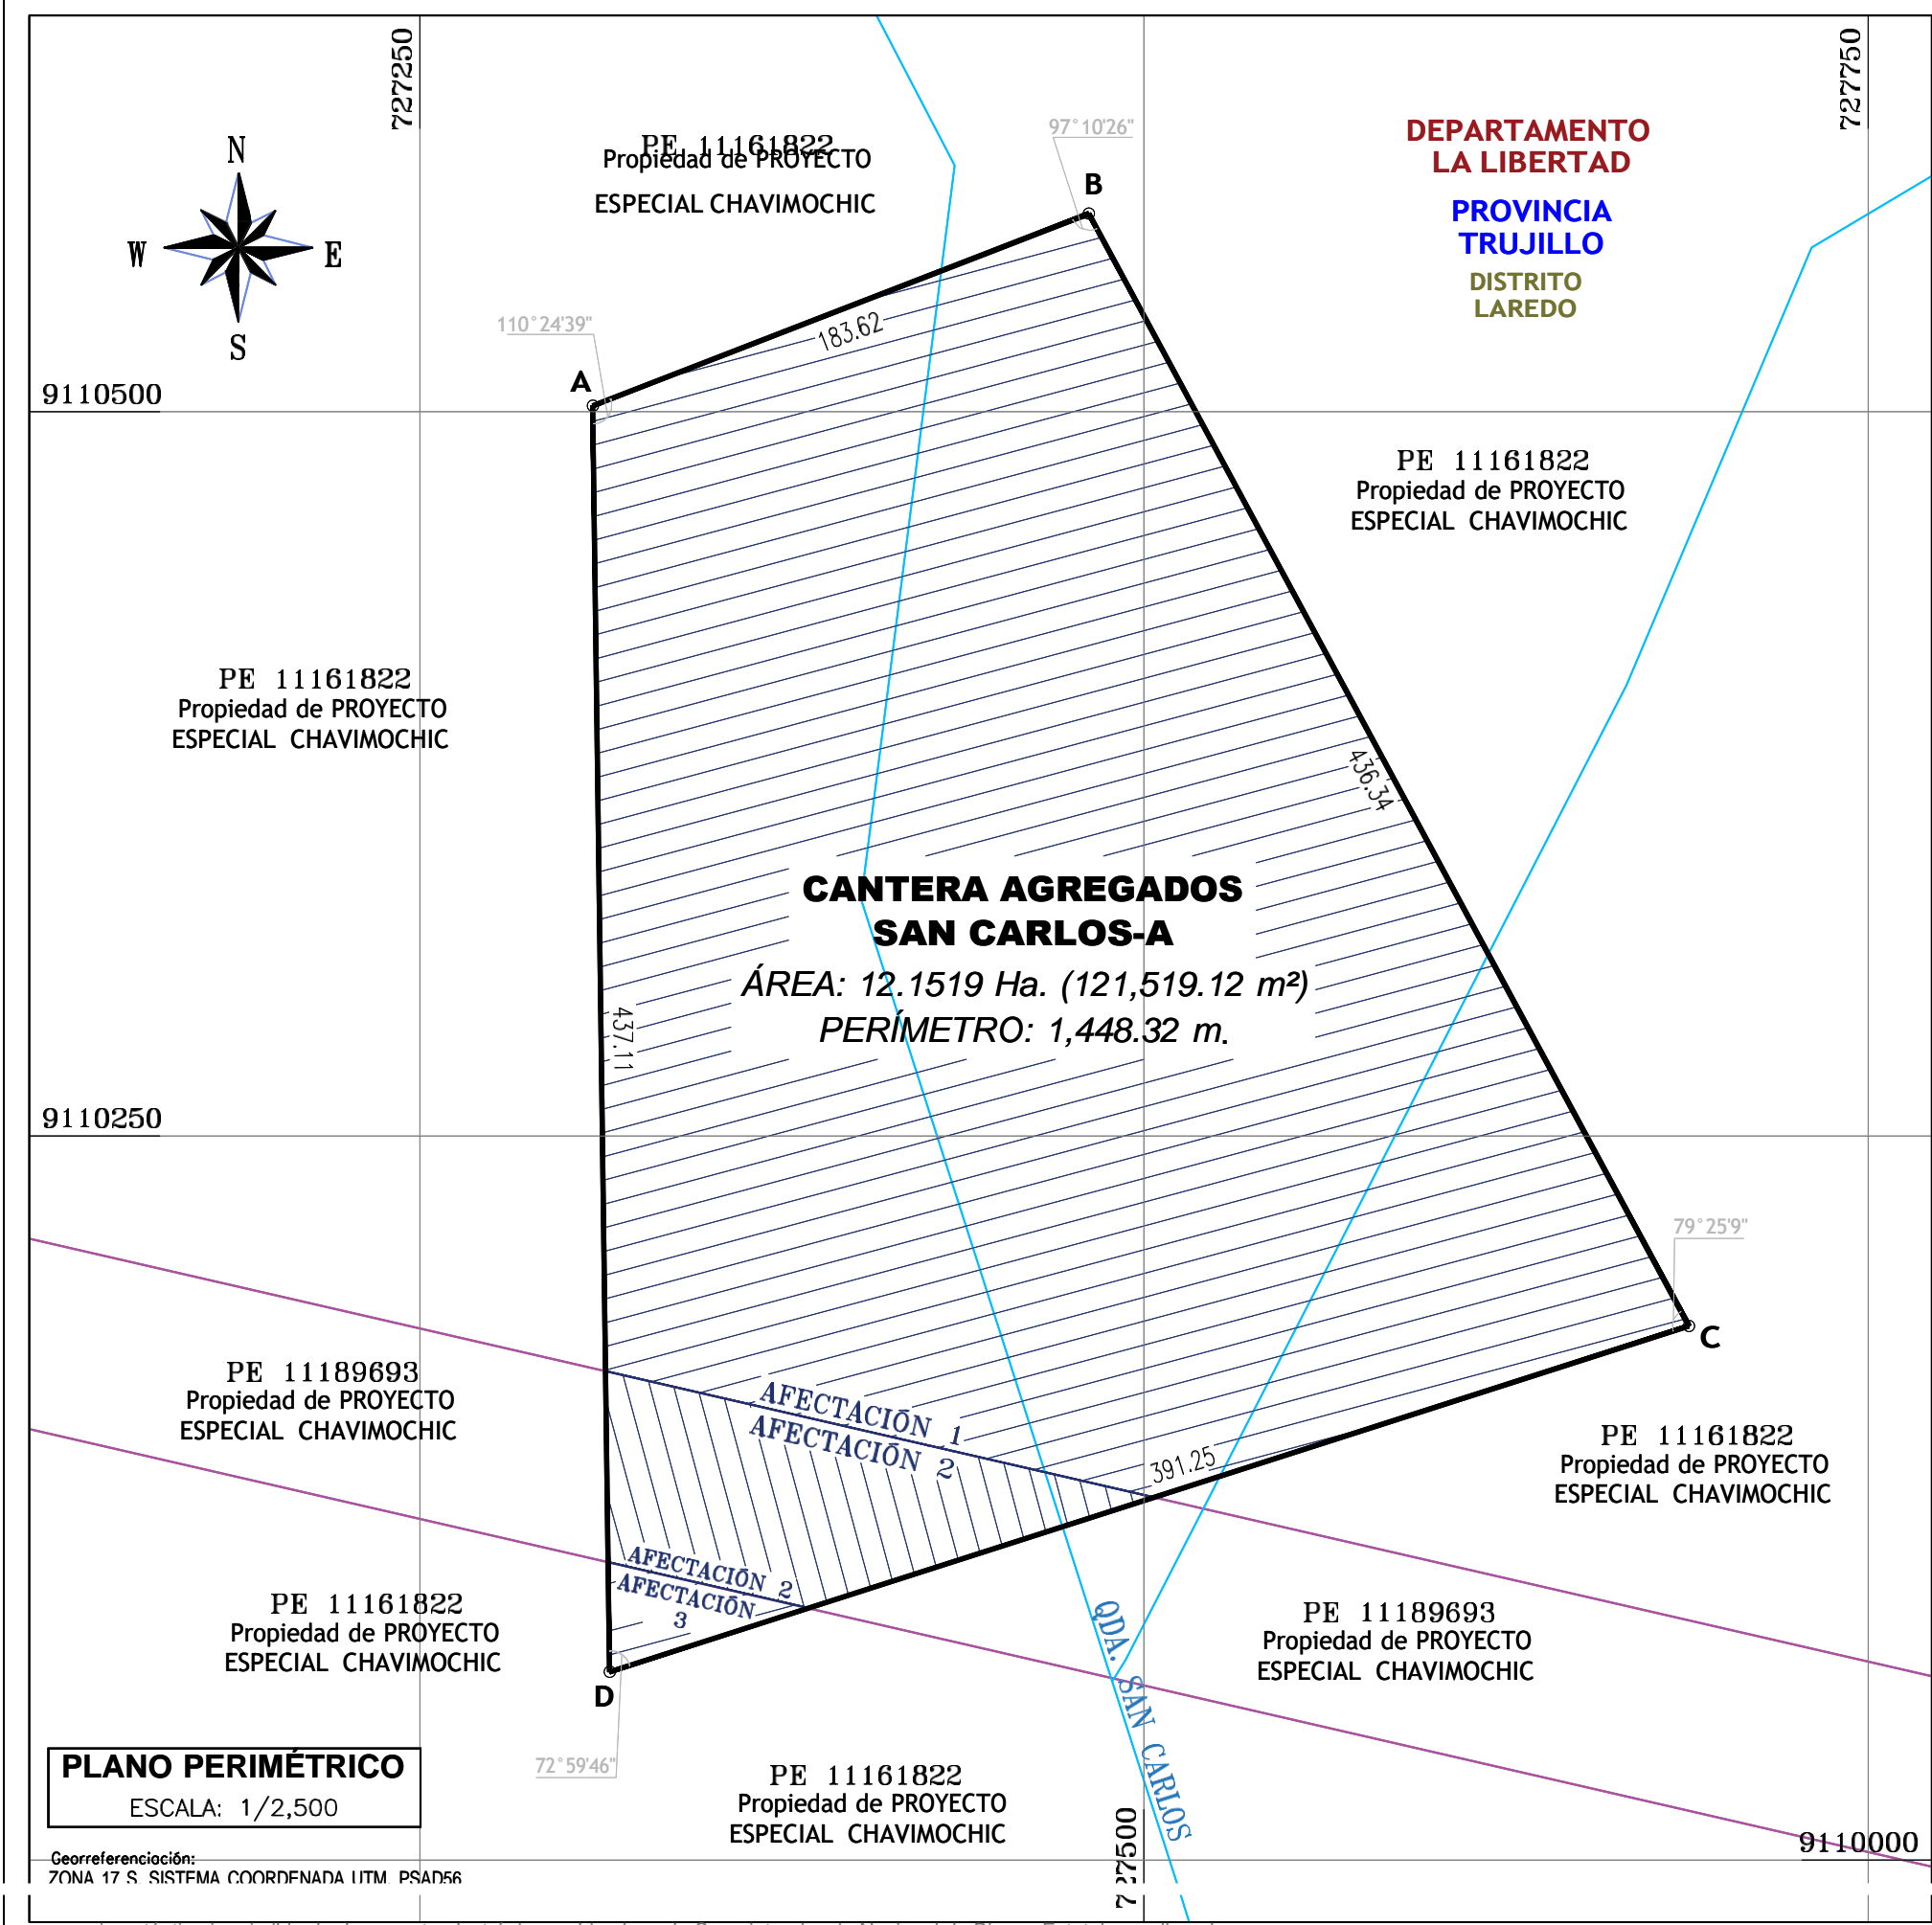 727250
727750
N
W
E
S
PE 11161822
Propiedad de PROYECTO
ESPECIAL CHAVIMOCHIC
97°10'26"
B
DEPARTAMENTO
LA LIBERTAD
PROVINCIA
TRUJILLO
DISTRITO
LAREDO
110°24'39"
A
183.62
9110500
PE 11161822
Propiedad de PROYECTO
ESPECIAL CHAVIMOCHIC
PE 11161822
Propiedad de PROYECTO
ESPECIAL CHAVIMOCHIC
436.34
CANTERA AGREGADOS
SAN CARLOS-A
ÁREA: 12.1519 Ha. (121,519.12 m²)
PERÍMETRO: 1,448.32 m.
437.11
9110250
79°25'9"
C
PE 11189693
Propiedad de PROYECTO
ESPECIAL CHAVIMOCHIC
AFECTACIÓN 1
AFECTACIÓN 2
391.25
PE 11161822
Propiedad de PROYECTO
ESPECIAL CHAVIMOCHIC
AFECTACIÓN 2
AFECTACIÓN
3
PE 11161822
Propiedad de PROYECTO
ESPECIAL CHAVIMOCHIC
PE 11189693
Propiedad de PROYECTO
ESPECIAL CHAVIMOCHIC
D
QDA. SAN CARLOS
72°59'46"
PE 11161822
Propiedad de PROYECTO
ESPECIAL CHAVIMOCHIC
PLANO PERIMÉTRICO
ESCALA: 1/2,500
727500
9110000
Georreferenciación:
ZONA 17 S. SISTEMA COORDENADA UTM. PSAD56